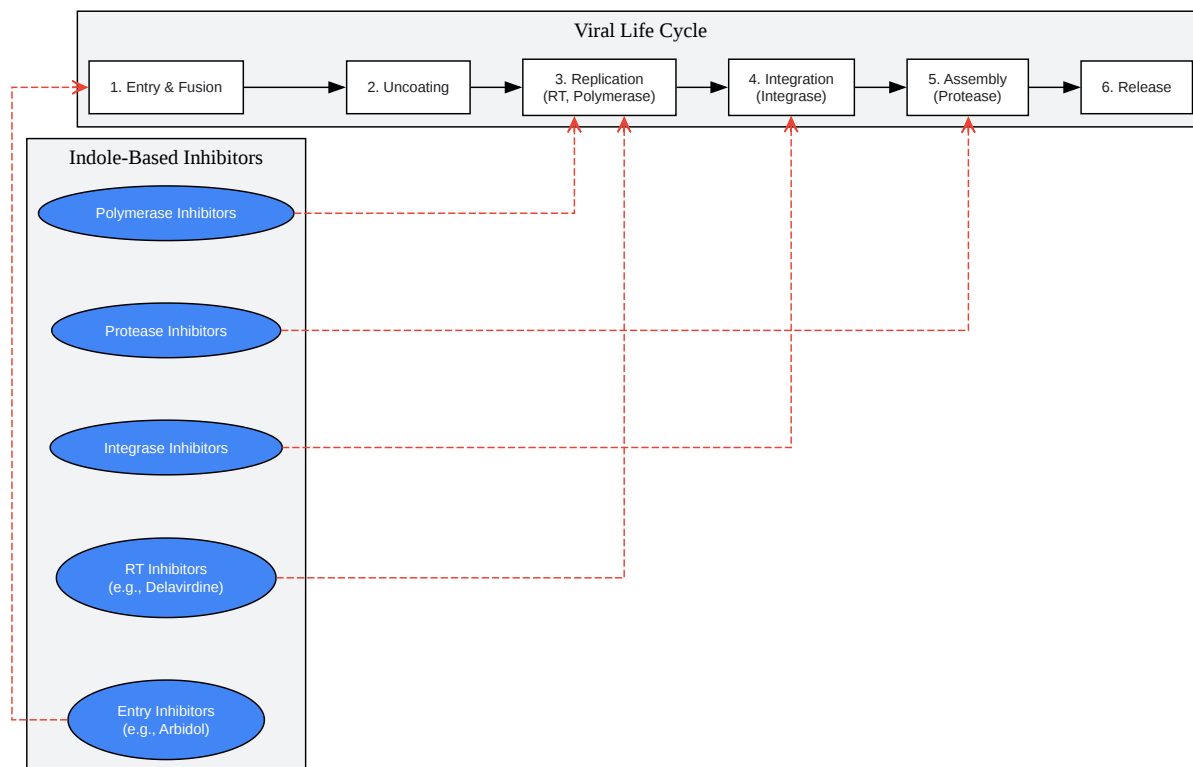 Viral Life Cycle
1. Entry & Fusion
2. Uncoating
3. Replication
(RT, Polymerase)
4. Integration
(Integrase)
5. Assembly
(Protease)
6. Release
Indole-Based Inhibitors
Polymerase Inhibitors
Protease Inhibitors
Integrase Inhibitors
RT Inhibitors
(e.g., Delavirdine)
Entry Inhibitors
(e.g., Arbidol)